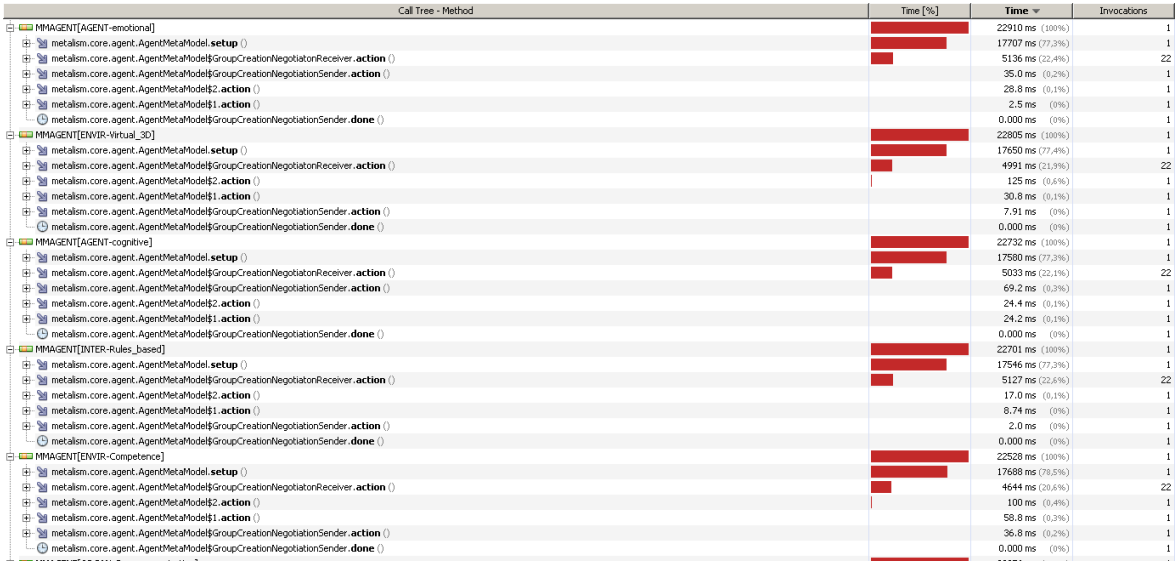 Call Tree - Method Time [%] Time Invocations
MMAGENT[AGENT-emotional] 22910 ms (100%) 1
metalism.core.agent.AgentMetaModel.setup () 17707 ms (77,3%) 1
metalism.core.agent.AgentMetaModel$GroupCreationNegotiatonReceiver.action () 5136 ms (22,4%) 22
metalism.core.agent.AgentMetaModel$GroupCreationNegotiationSender.action () 35.0 ms (0,2%) 1
metalism.core.agent.AgentMetaModel$2.action () 28.8 ms (0,1%) 1
metalism.core.agent.AgentMetaModel$1.action () 2.5 ms (0%) 1
metalism.core.agent.AgentMetaModel$GroupCreationNegotiationSender.done () 0.000 ms (0%) 1
MMAGENT[ENVIR-Virtual_3D] 22805 ms (100%) 1
metalism.core.agent.AgentMetaModel.setup () 17650 ms (77,4%) 1
metalism.core.agent.AgentMetaModel$GroupCreationNegotiatonReceiver.action () 4991 ms (21,9%) 22
metalism.core.agent.AgentMetaModel$2.action () 125 ms (0,6%) 1
metalism.core.agent.AgentMetaModel$1.action () 30.8 ms (0,1%) 1
metalism.core.agent.AgentMetaModel$GroupCreationNegotiationSender.action () 7.91 ms (0%) 1
metalism.core.agent.AgentMetaModel$GroupCreationNegotiationSender.done () 0.000 ms (0%) 1
MMAGENT[AGENT-cognitive] 22732 ms (100%) 1
metalism.core.agent.AgentMetaModel.setup () 17580 ms (77,3%) 1
metalism.core.agent.AgentMetaModel$GroupCreationNegotiatonReceiver.action () 5033 ms (22,1%) 22
metalism.core.agent.AgentMetaModel$GroupCreationNegotiationSender.action () 69.2 ms (0,3%) 1
metalism.core.agent.AgentMetaModel$2.action () 24.4 ms (0,1%) 1
metalism.core.agent.AgentMetaModel$1.action () 24.2 ms (0,1%) 1
metalism.core.agent.AgentMetaModel$GroupCreationNegotiationSender.done () 0.000 ms (0%) 1
MMAGENT[INTER-Rules_based] 22701 ms (100%) 1
metalism.core.agent.AgentMetaModel.setup () 17546 ms (77,3%) 1
metalism.core.agent.AgentMetaModel$GroupCreationNegotiatonReceiver.action () 5127 ms (22,6%) 22
metalism.core.agent.AgentMetaModel$2.action () 17.0 ms (0,1%) 1
metalism.core.agent.AgentMetaModel$1.action () 8.74 ms (0%) 1
metalism.core.agent.AgentMetaModel$GroupCreationNegotiationSender.action () 2.0 ms (0%) 1
metalism.core.agent.AgentMetaModel$GroupCreationNegotiationSender.done () 0.000 ms (0%) 1
MMAGENT[ENVIR-Competence] 22528 ms (100%) 1
metalism.core.agent.AgentMetaModel.setup () 17688 ms (78,5%) 1
metalism.core.agent.AgentMetaModel$GroupCreationNegotiatonReceiver.action () 4644 ms (20,6%) 22
metalism.core.agent.AgentMetaModel$2.action () 100 ms (0,4%) 1
metalism.core.agent.AgentMetaModel$1.action () 58.8 ms (0,3%) 1
metalism.core.agent.AgentMetaModel$GroupCreationNegotiationSender.action () 36.8 ms (0,2%) 1
metalism.core.agent.AgentMetaModel$GroupCreationNegotiationSender.done () 0.000 ms (0%) 1